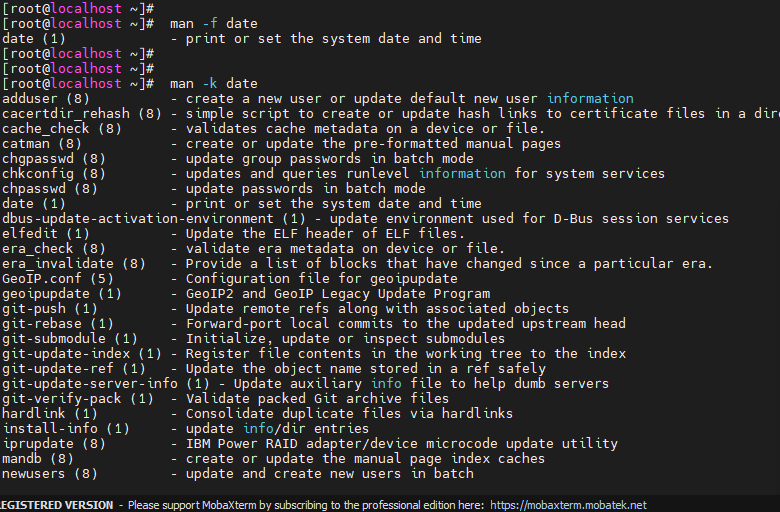 [root@localhost ~]#
[root@localhost ~]#  man -f date
date (1)             - print or set the system date and time
[root@localhost ~]#
[root@localhost ~]#
[root@localhost ~]#  man -k date
adduser (8)          - create a new user or update default new user information
cacertdir_rehash (8) - simple script to create or update hash links to certificate files in a dire
cache_check (8)      - validates cache metadata on a device or file.
catman (8)           - create or update the pre-formatted manual pages
chgpasswd (8)        - update group passwords in batch mode
chkconfig (8)        - updates and queries runlevel information for system services
chpasswd (8)         - update passwords in batch mode
date (1)             - print or set the system date and time
dbus-update-activation-environment (1) - update environment used for D-Bus session services
elfedit (1)          - Update the ELF header of ELF files.
era_check (8)        - validate era metadata on device or file.
era_invalidate (8)   - Provide a list of blocks that have changed since a particular era.
GeoIP.conf (5)       - Configuration file for geoipupdate
geoipupdate (1)      - GeoIP2 and GeoIP Legacy Update Program
git-push (1)         - Update remote refs along with associated objects
git-rebase (1)       - Forward-port local commits to the updated upstream head
git-submodule (1)    - Initialize, update or inspect submodules
git-update-index (1) - Register file contents in the working tree to the index
git-update-ref (1)   - Update the object name stored in a ref safely
git-update-server-info (1) - Update auxiliary info file to help dumb servers
git-verify-pack (1)  - Validate packed Git archive files
hardlink (1)         - Consolidate duplicate files via hardlinks
install-info (1)     - update info/dir entries
iprupdate (8)        - IBM Power RAID adapter/device microcode update utility
mandb (8)            - create or update the manual page index caches
newusers (8)         - update and create new users in batch
EGISTERED VERSION  -  Please support MobaXterm by subscribing to the professional edition here:  https://mobaxterm.mobatek.net